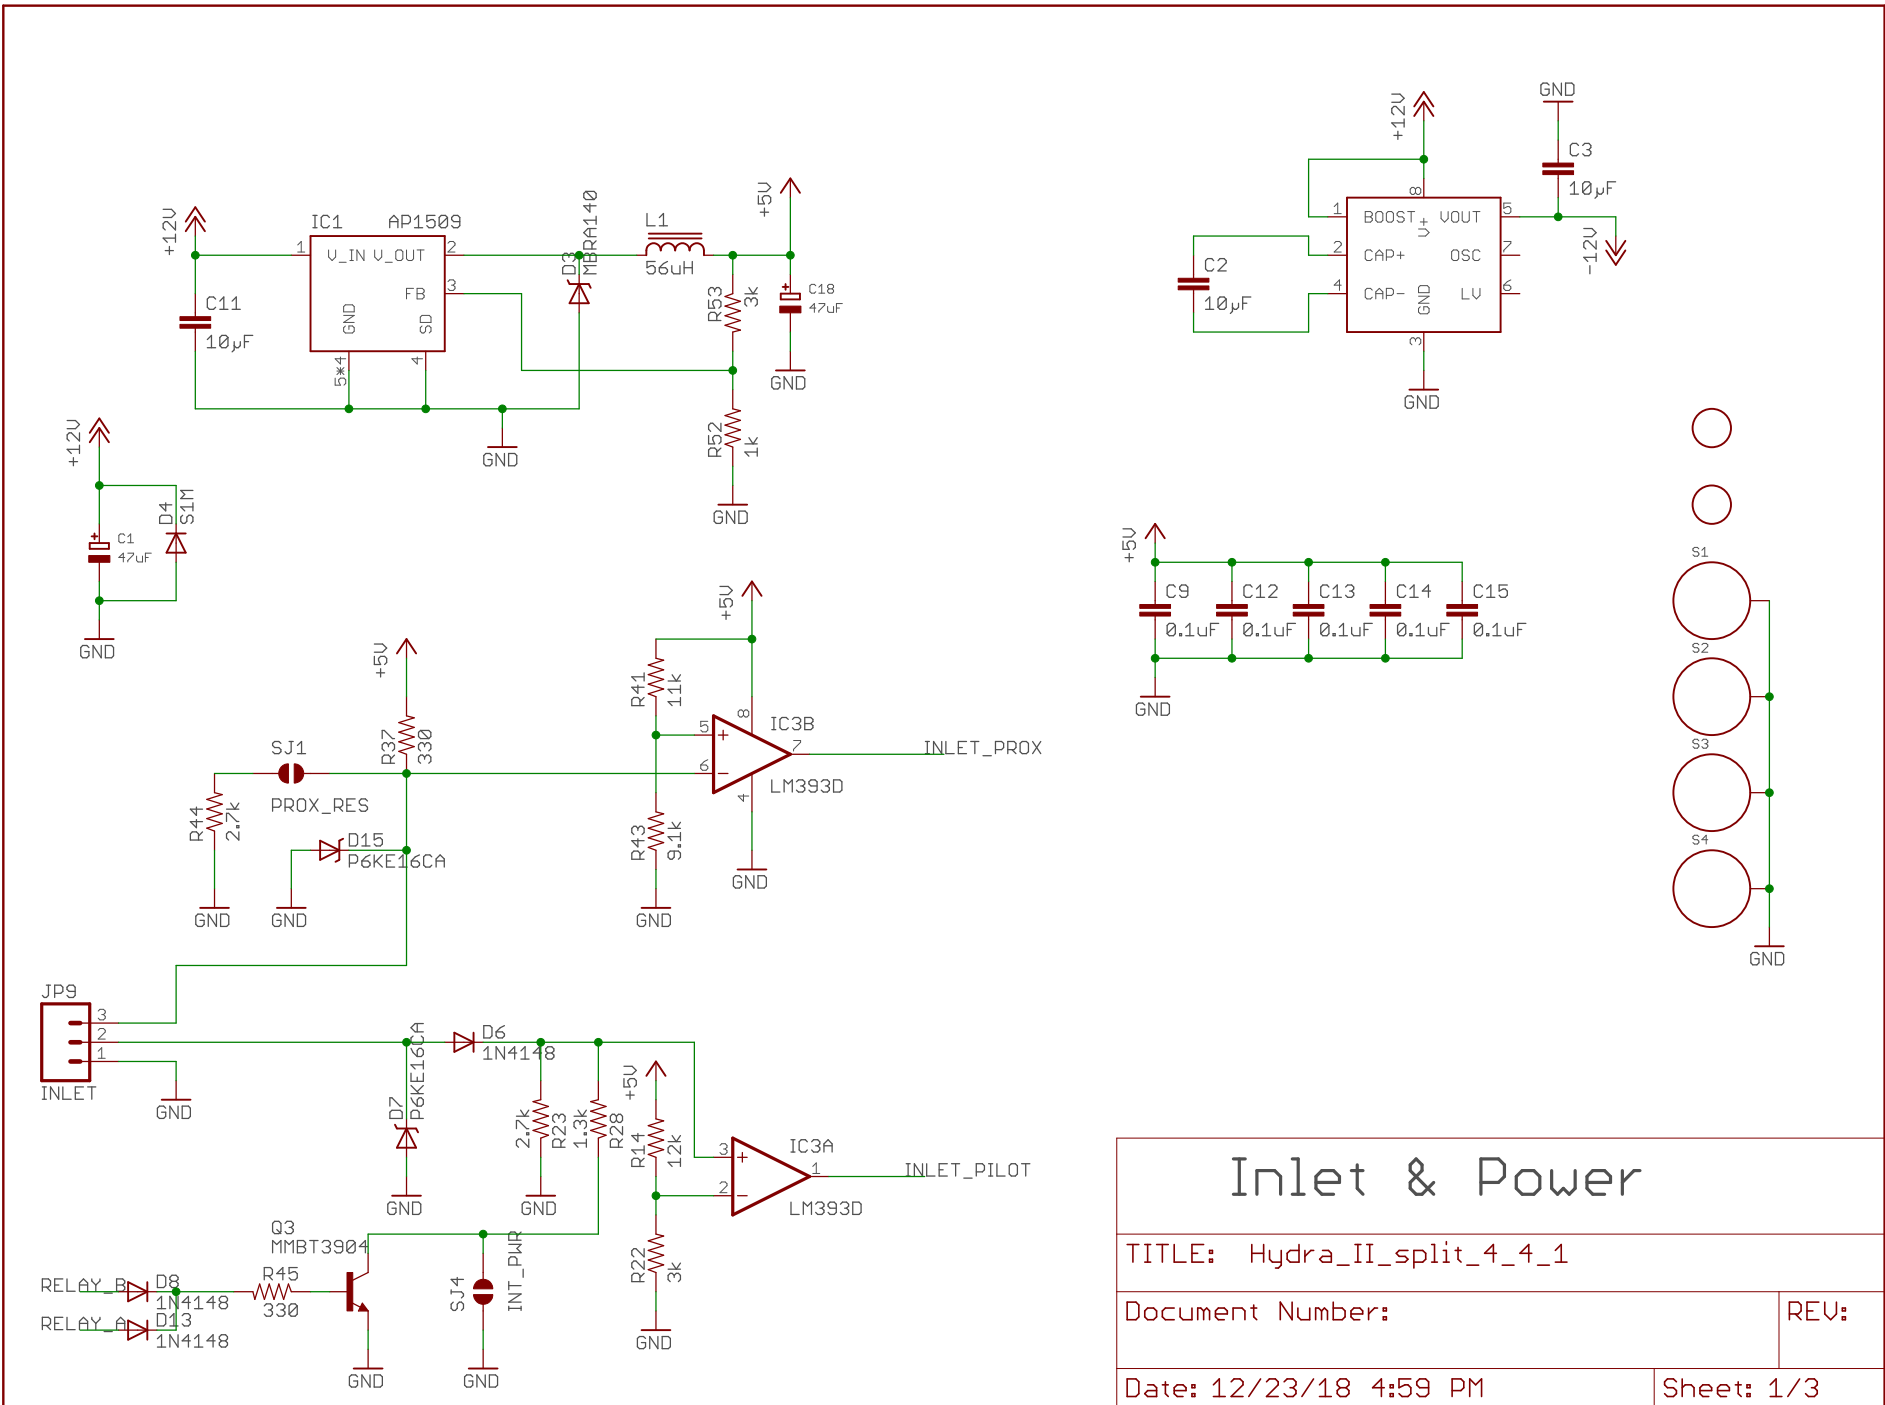 +12V
IC1 AP1509
1 V_IN V_OUT 2
FB 3
GND SD
5*4 4
C11
10µF
GND
D3
MBRA140
L1
56uH
+5V
R53
3k
C18
47uF
GND
R52
1k
GND
+12V
C1
47uF
D4
S1M
GND
+12V
GND
C3
10µF
8
1 BOOST V+ VOUT 5
2 CAP+ OSC 7
4 CAP- GND LV 6
3
-12V
C2
10µF
GND
+5V
C9
0.1uF
C12
0.1uF
C13
0.1uF
C14
0.1uF
C15
0.1uF
GND
S1
S2
S3
S4
GND
+5V
R37
330
SJ1
PROX_RES
R44
2.7k
GND
D15
P6KE16CA
GND
+5V
R41
11k
R43
9.1k
GND
IC3B
8
5 +
6 -
7
4
LM393D
GND
INLET_PROX
JP9
3
2
1
INLET
GND
D7
P6KE16CA
GND
D6
1N4148
2.7k
R23
GND
1.3k
R28
+5V
R14
12k
R22
3k
GND
IC3A
3 +
2 -
1
LM393D
INLET_PILOT
Q3
MMBT3904
RELAY_B
D8
1N4148
RELAY_A
D13
1N4148
R45
330
GND
SJ4
INT_PWR
GND
Inlet & Power
TITLE: Hydra_II_split_4_4_1
Document Number:
REV:
Date: 12/23/18 4:59 PM
Sheet: 1/3